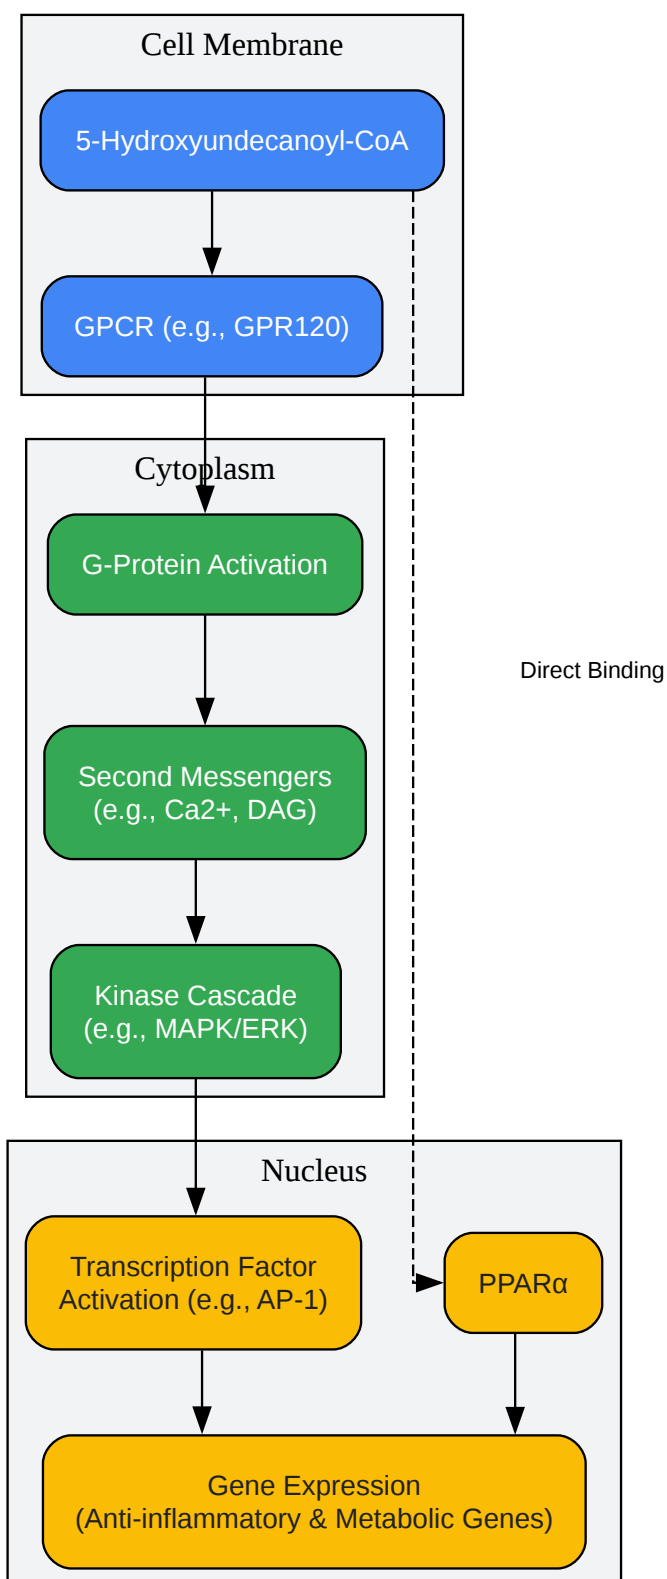 Cell Membrane
5-Hydroxyundecanoyl-CoA
GPCR (e.g., GPR120)
Cytoplasm
G-Protein Activation
Direct Binding
Second Messengers
(e.g., Ca2+, DAG)
Kinase Cascade
(e.g., MAPK/ERK)
Nucleus
Transcription Factor
Activation (e.g., AP-1)
PPARα
Gene Expression
(Anti-inflammatory & Metabolic Genes)